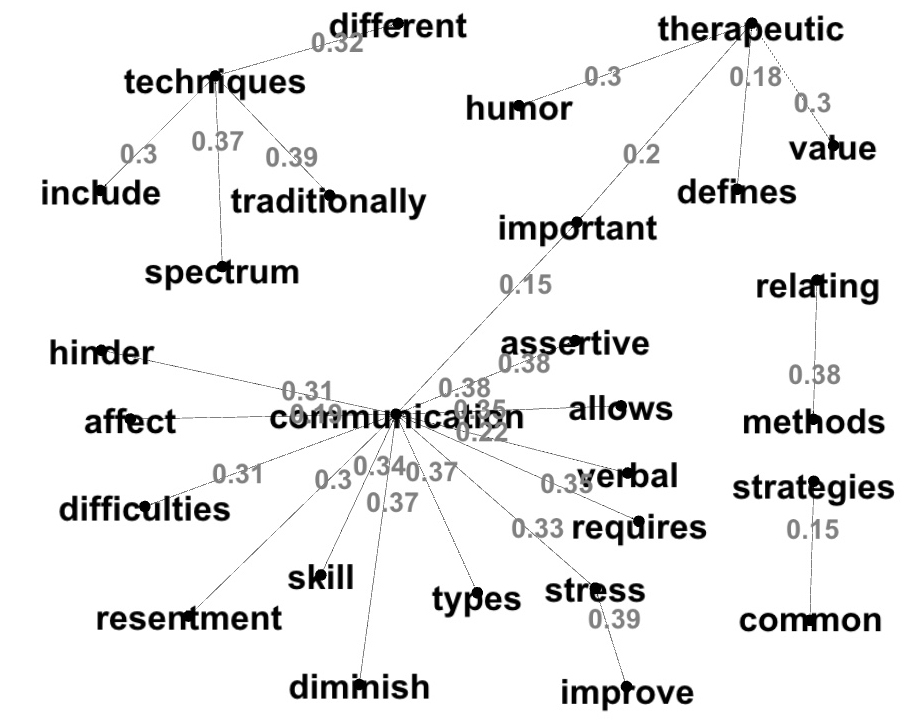 different
therapeutic
0.32
techniques
0.3
0.18
humor
0.3
0.37
value
0.3
0.39
0.2
include
defines
traditionally
important
spectrum
0.15
relating
assertive
hinder
0.38
0.38
0.31
0.38
0.35
allows
affect
0.19
communication
methods
0.22
0.31
0.3
0.34
0.37
verbal
strategies
0.37
difficulties
0.33
requires
0.15
skill
types
stress
resentment
0.39
common
diminish
improve